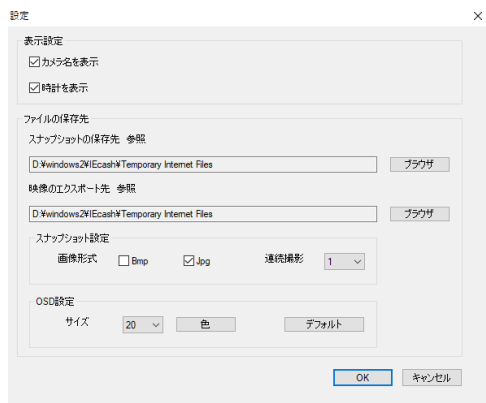 設定
表示設定
カメラ名を表示
時計を表示
ファイルの保存先
スナップショットの保存先 参照
D:¥windows2¥IEcash¥Temporary Internet Files ブラウザ
映像のエクスポート先 参照
D:¥windows2¥IEcash¥Temporary Internet Files ブラウザ
スナップショット設定
画像形式 Bmp Jpg 連続撮影 1
OSD設定
サイズ 20 色 デフォルト
OK キャンセル